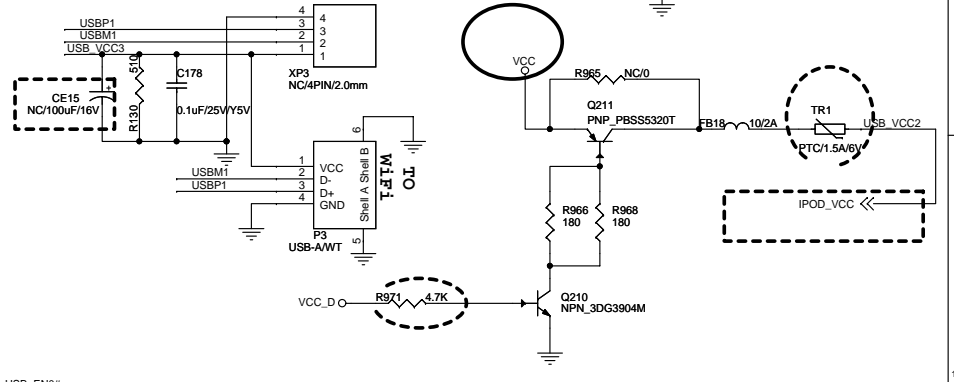 4 4
USBP1 3 3
USBM1 2 2
USB_VCC3 1 1
XP3
NC/4PIN/2.0mm
510
R130
C178
0.1uF/25V/Y5V
CE15
NC/100uF/16V
+
VCC
R965 NC/0
Q211
PNP_PBSS5320T
FB18 10/2A
TR1
USB_VCC2
PTC/1.5A/6V
IPOD_VCC
6
1 VCC
USBM1 2 D-
USBP1 3 D+
4 GND
Shell A Shell B
TO
WiFi
5
P3
USB-A/WT
R966
180
R968
180
VCC_D
R971 4.7K
Q210
NPN_3DG3904M
1